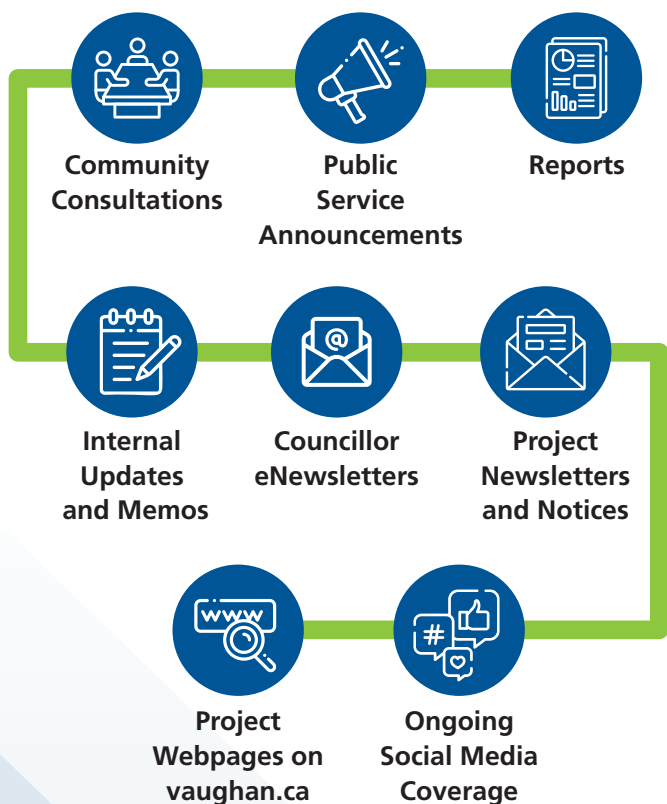 Community
Consultations
Public
Service
Announcements
Reports
Internal
Updates
and Memos
@
Councillor
eNewsletters
Project
Newsletters
and Notices
www
Project
Webpages on
vaughan.ca
#
Ongoing
Social Media
Coverage